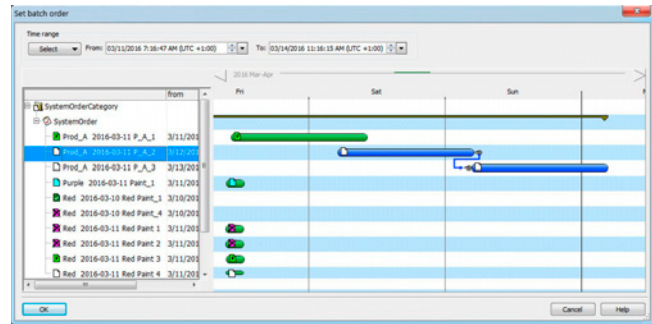 Set batch order
Time range
Select From: 03/11/2016 7:16:47 AM (UTC +1:00) To: 03/14/2016 11:16:15 AM (UTC +1:00)
2016 Mar-Apr
from Fri Sat Sun
SystemOrderCategory
SystemOrder
Prod_A 2016-03-11 P_A_1 3/11/201
Prod_A 2016-03-11 P_A_2 3/12/201
Prod_A 2016-03-11 P_A_3 3/13/201
Purple 2016-03-11 Paint_1 3/11/201
Red 2016-03-10 Red Paint_1 3/10/201
Red 2016-03-10 Red Paint_4 3/10/201
Red 2016-03-11 Red Paint 1 3/11/201
Red 2016-03-11 Red Paint 2 3/11/201
Red 2016-03-11 Red Paint 3 3/11/201
Red 2016-03-11 Red Paint 4 3/11/201
OK Cancel Help